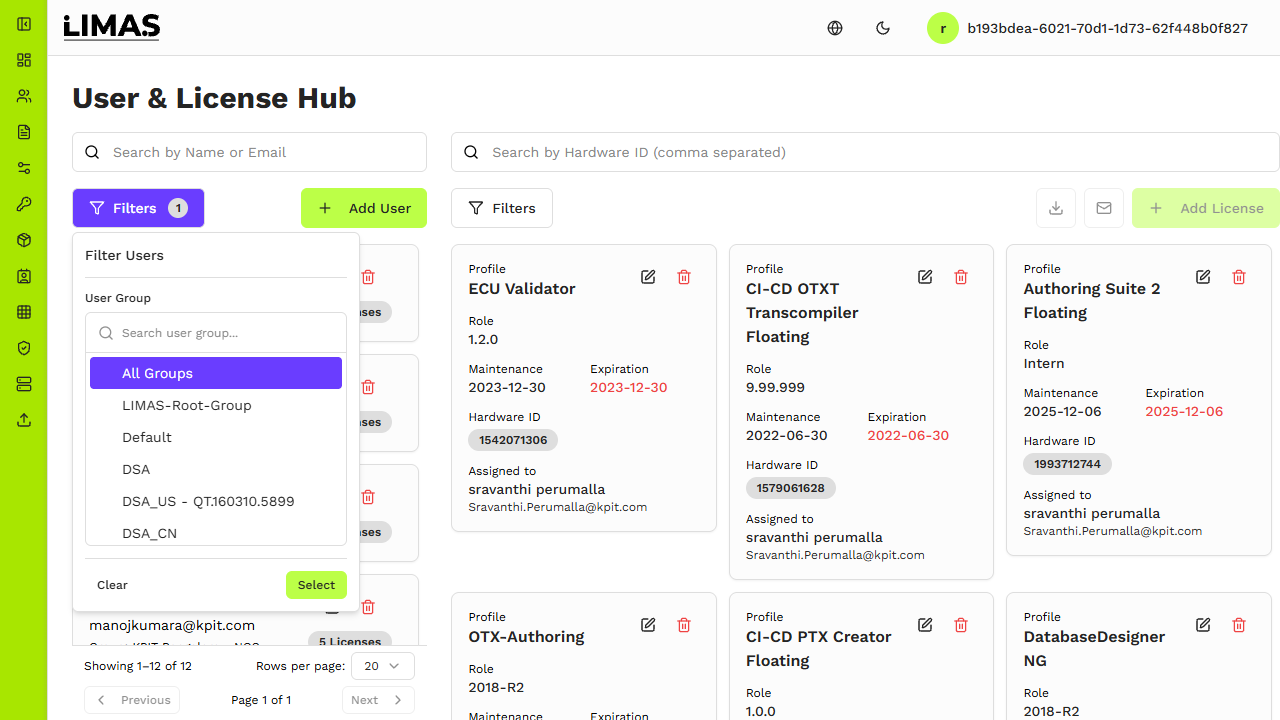 LIMAS
r
b193bdea-6021-70d1-1d73-62f448b0f827
User & License Hub
Search by Name or Email
Search by Hardware ID (comma separated)
Filters 1
Add User
Filters
Add License
Filter Users
User Group
Search user group...
All Groups
LIMAS-Root-Group
Default
DSA
DSA_US - QT.160310.5899
DSA_CN
Clear
Select
manojkumara@kpit.com
5 Licenses
Showing 1–12 of 12
Rows per page:
20
Previous
Page 1 of 1
Next
Profile
ECU Validator
Role
1.2.0
Maintenance Expiration
2023-12-30 2023-12-30
Hardware ID
1542071306
Assigned to
sravanthi perumalla
Sravanthi.Perumalla@kpit.com
Profile
CI-CD OTXT
Transcompiler
Floating
Role
9.99.999
Maintenance Expiration
2022-06-30 2022-06-30
Hardware ID
1579061628
Assigned to
sravanthi perumalla
Sravanthi.Perumalla@kpit.com
Profile
Authoring Suite 2
Floating
Role
Intern
Maintenance Expiration
2025-12-06 2025-12-06
Hardware ID
1993712744
Assigned to
sravanthi perumalla
Sravanthi.Perumalla@kpit.com
Profile
OTX-Authoring
Role
2018-R2
Maintenance Expiration
Profile
CI-CD PTX Creator
Floating
Role
1.0.0
Profile
DatabaseDesigner
NG
Role
2018-R2